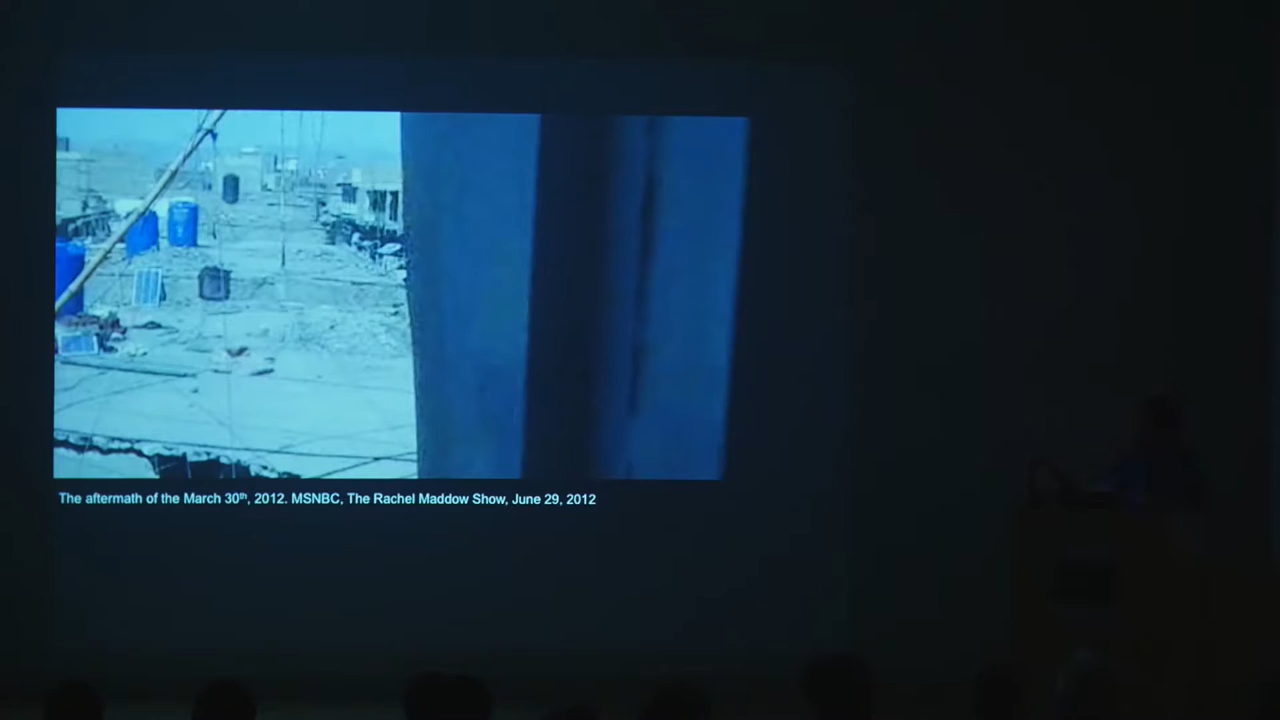 The aftermath of the March 30th, 2012. MSNBC, The Rachel Maddow Show, June 29, 2012